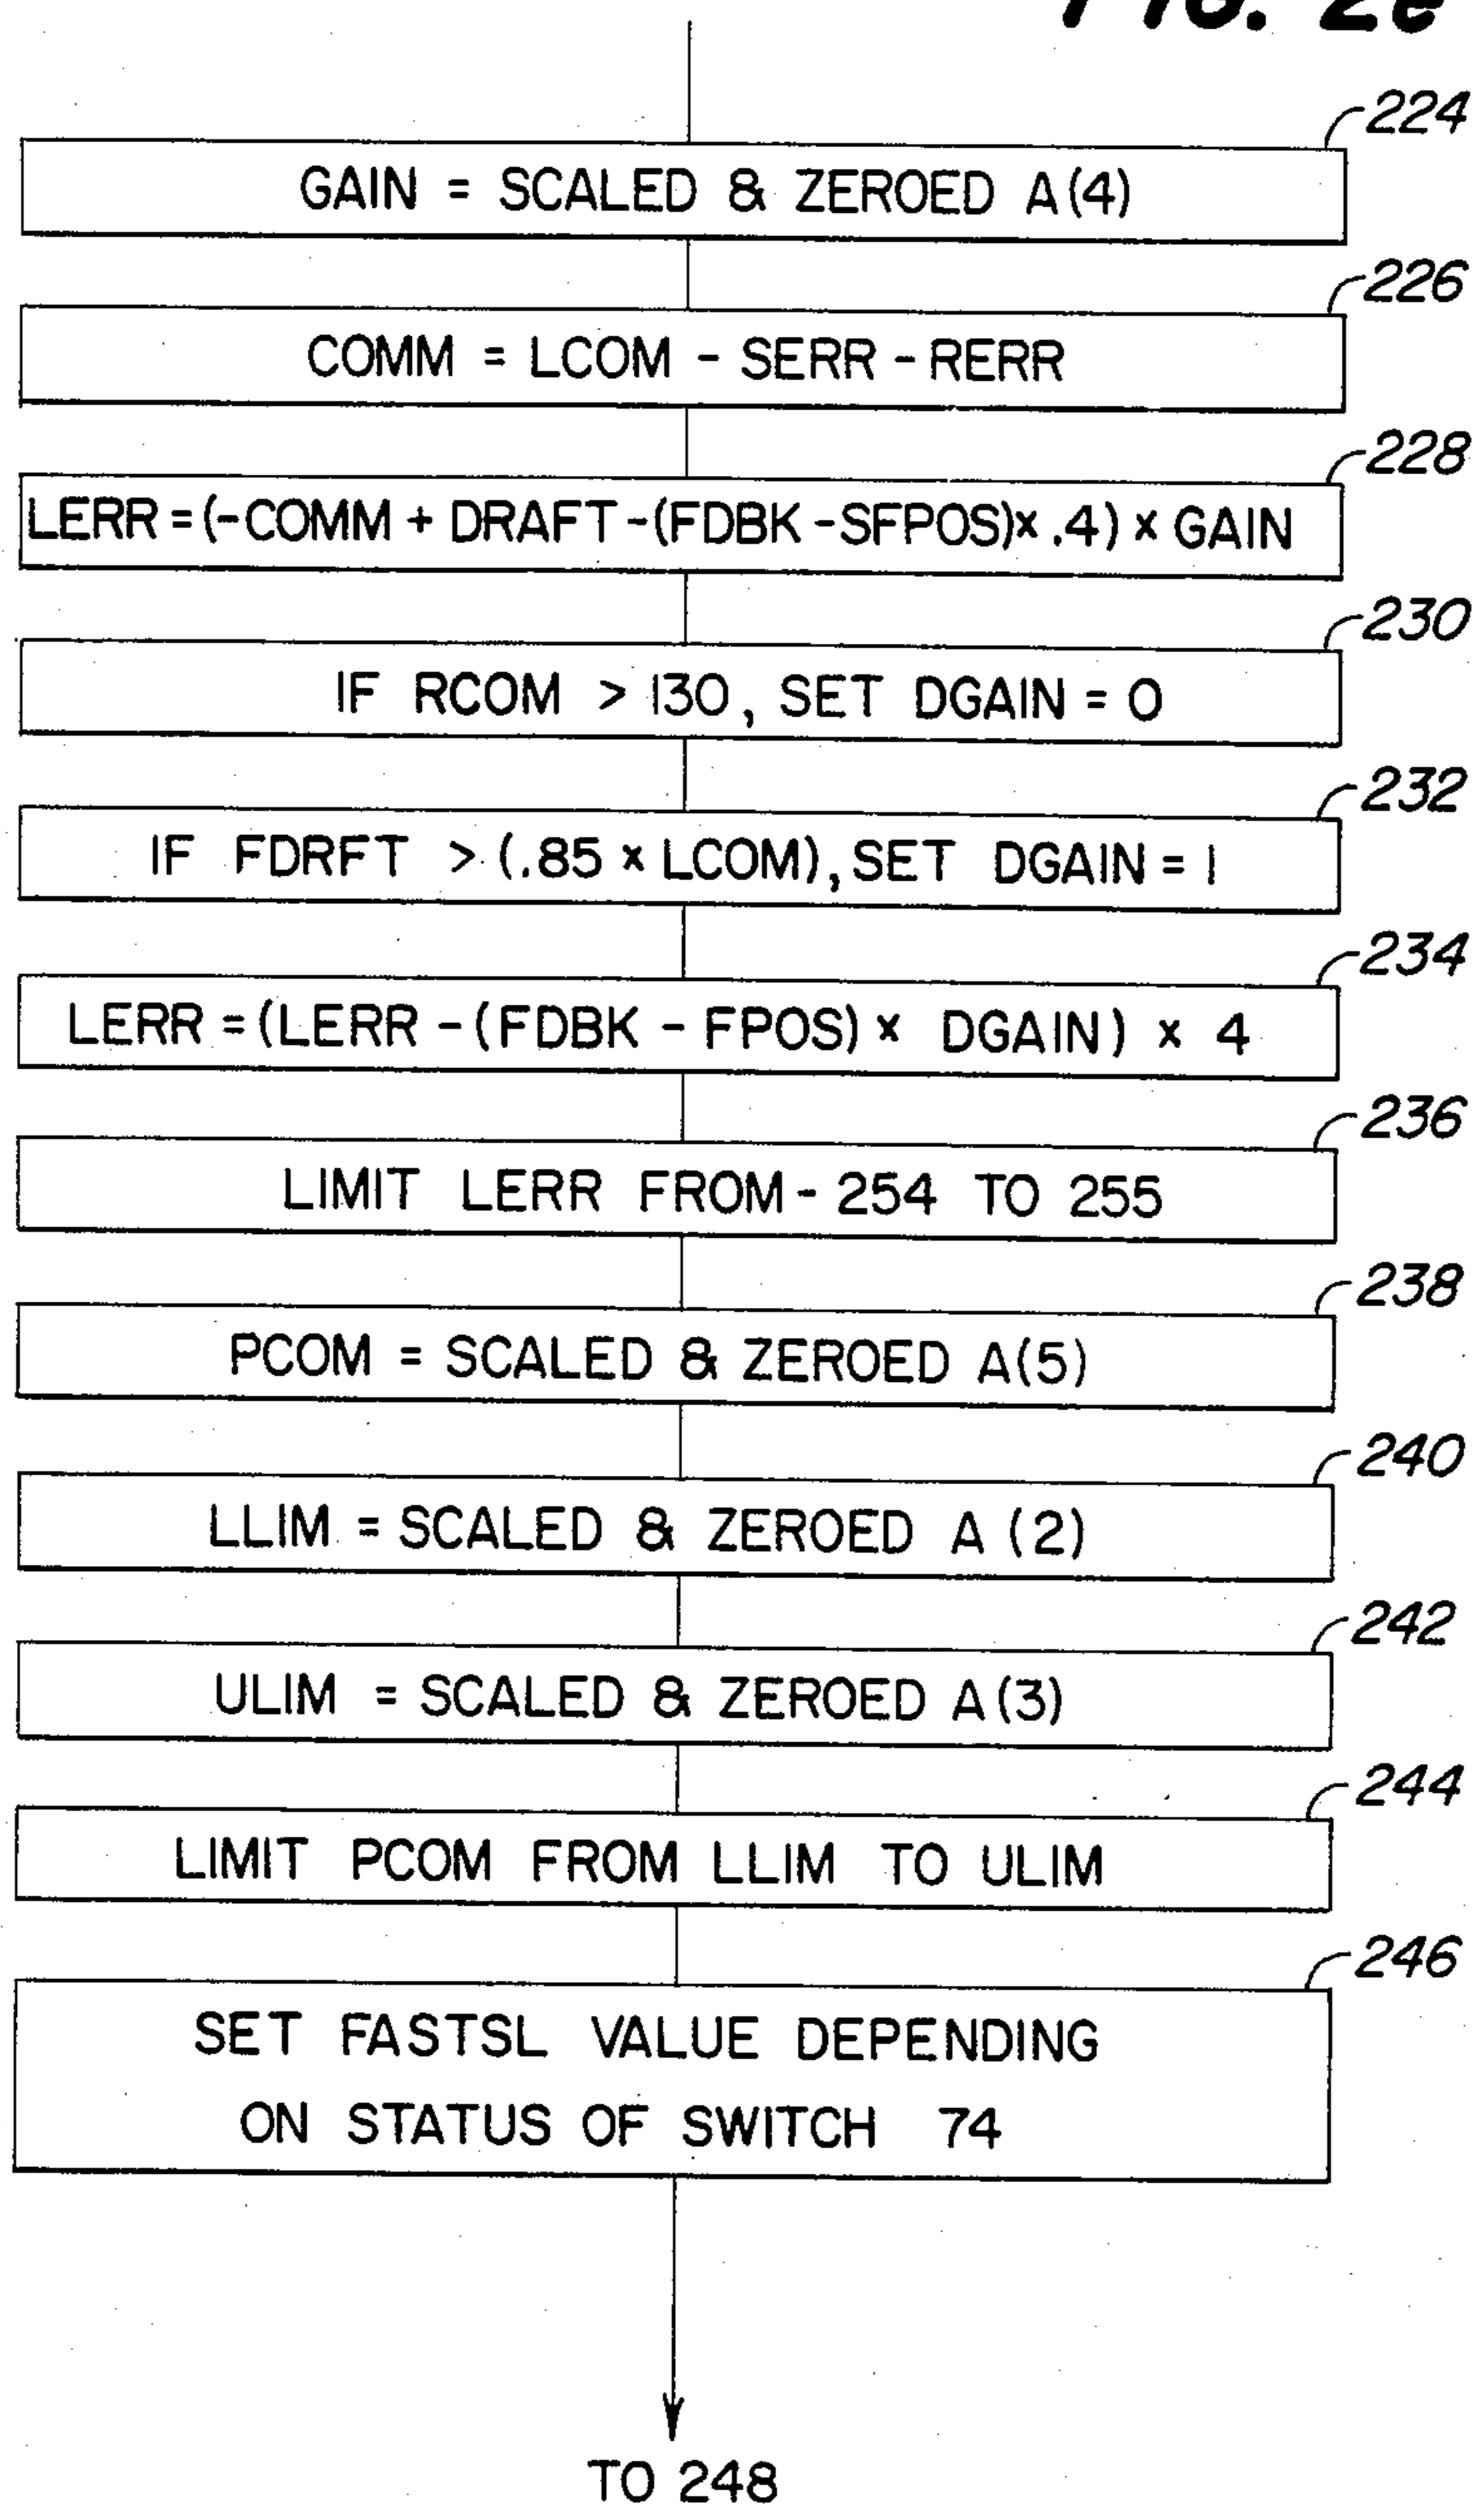 FIG. 2e
224
GAIN = SCALED & ZEROED A(4)
226
COMM = LCOM - SERR - RERR
228
LERR = (-COMM + DRAFT - (FDBK - SFPOS) x .4) x GAIN
230
IF RCOM > 130, SET DGAIN = 0
232
IF FDRFT > (.85 x LCOM), SET DGAIN = 1
234
LERR = (LERR - (FDBK - FPOS) x DGAIN) x 4
236
LIMIT LERR FROM - 254 TO 255
238
PCOM = SCALED & ZEROED A(5)
240
LLIM = SCALED & ZEROED A (2)
242
ULIM = SCALED & ZEROED A(3)
244
LIMIT PCOM FROM LLIM TO ULIM
246
SET FASTSL VALUE DEPENDING
ON STATUS OF SWITCH 74
TO 248